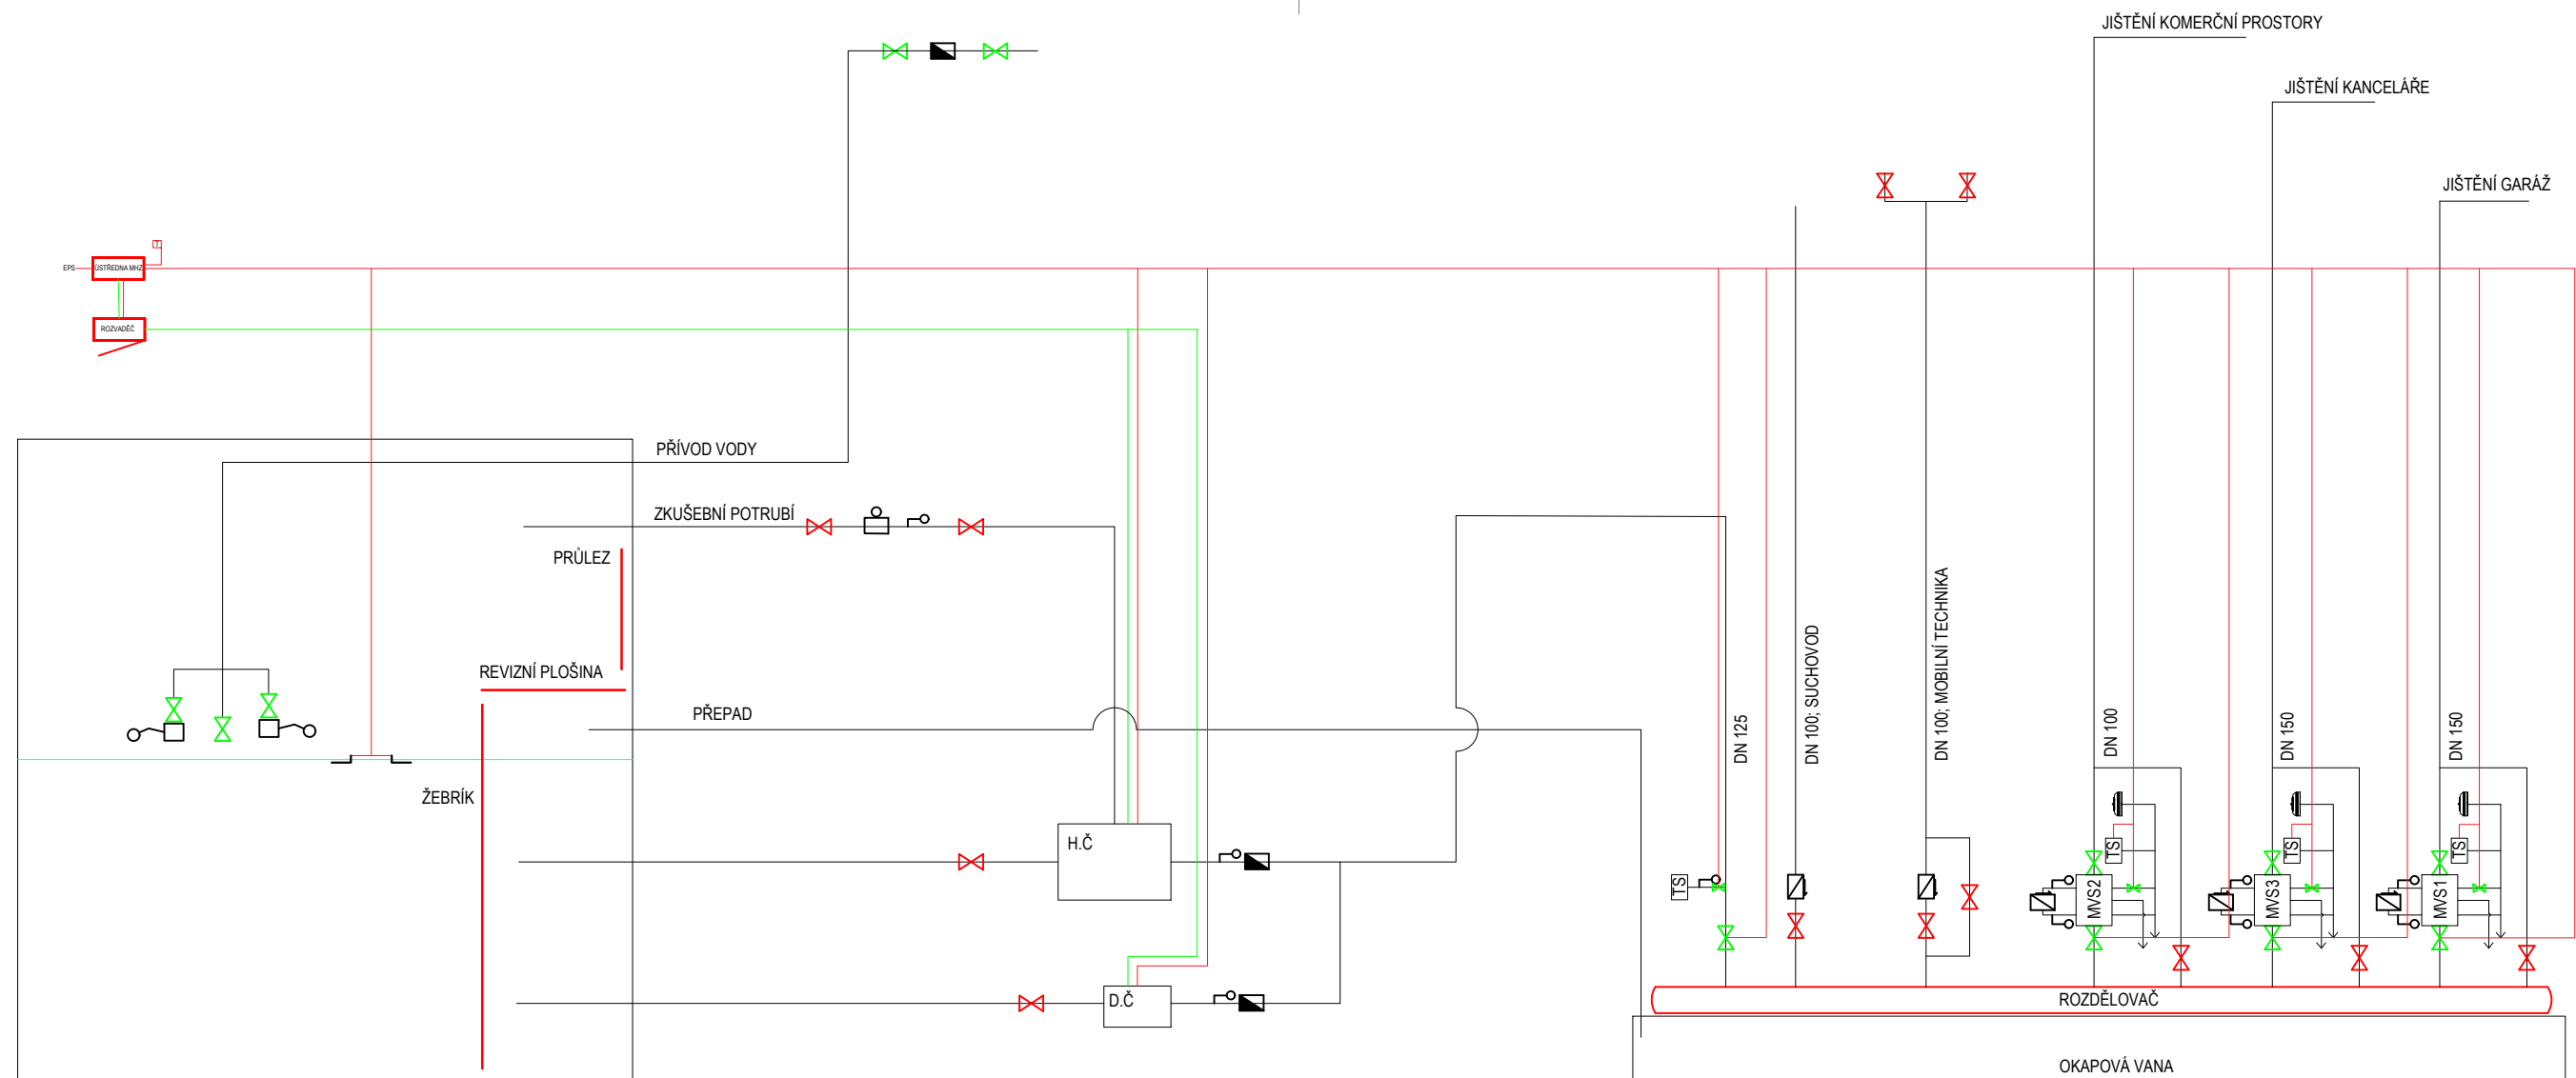 JIŠTĚNÍ KOMERČNÍ PROSTORY
JIŠTĚNÍ KANCELÁŘE
JIŠTĚNÍ GARÁŽ
T
EPS
ÚSTŘEDNA MHZ
ROZVADĚČ
PŘÍVOD VODY
ZKUŠEBNÍ POTRUBÍ
PRŮLEZ
REVIZNÍ PLOŠINA
PŘEPAD
ŽEBRÍK
H.Č
D.Č
DN 125
DN 100; SUCHOVOD
DN 100; MOBILNÍ TECHNIKA
DN 100
DN 150
DN 150
TS
TS
TS
TS
MVS2
MVS3
MVS1
ROZDĚLOVAČ
OKAPOVÁ VANA